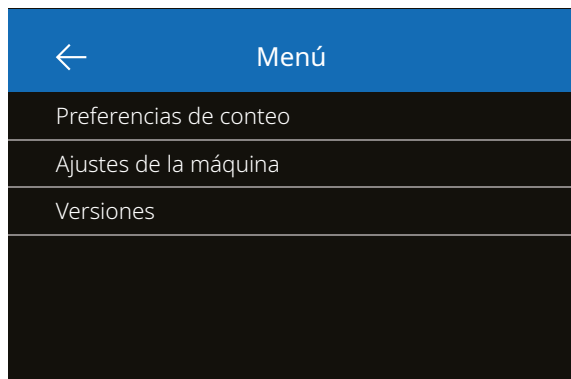 Menú
Preferencias de conteo
Ajustes de la máquina
Versiones